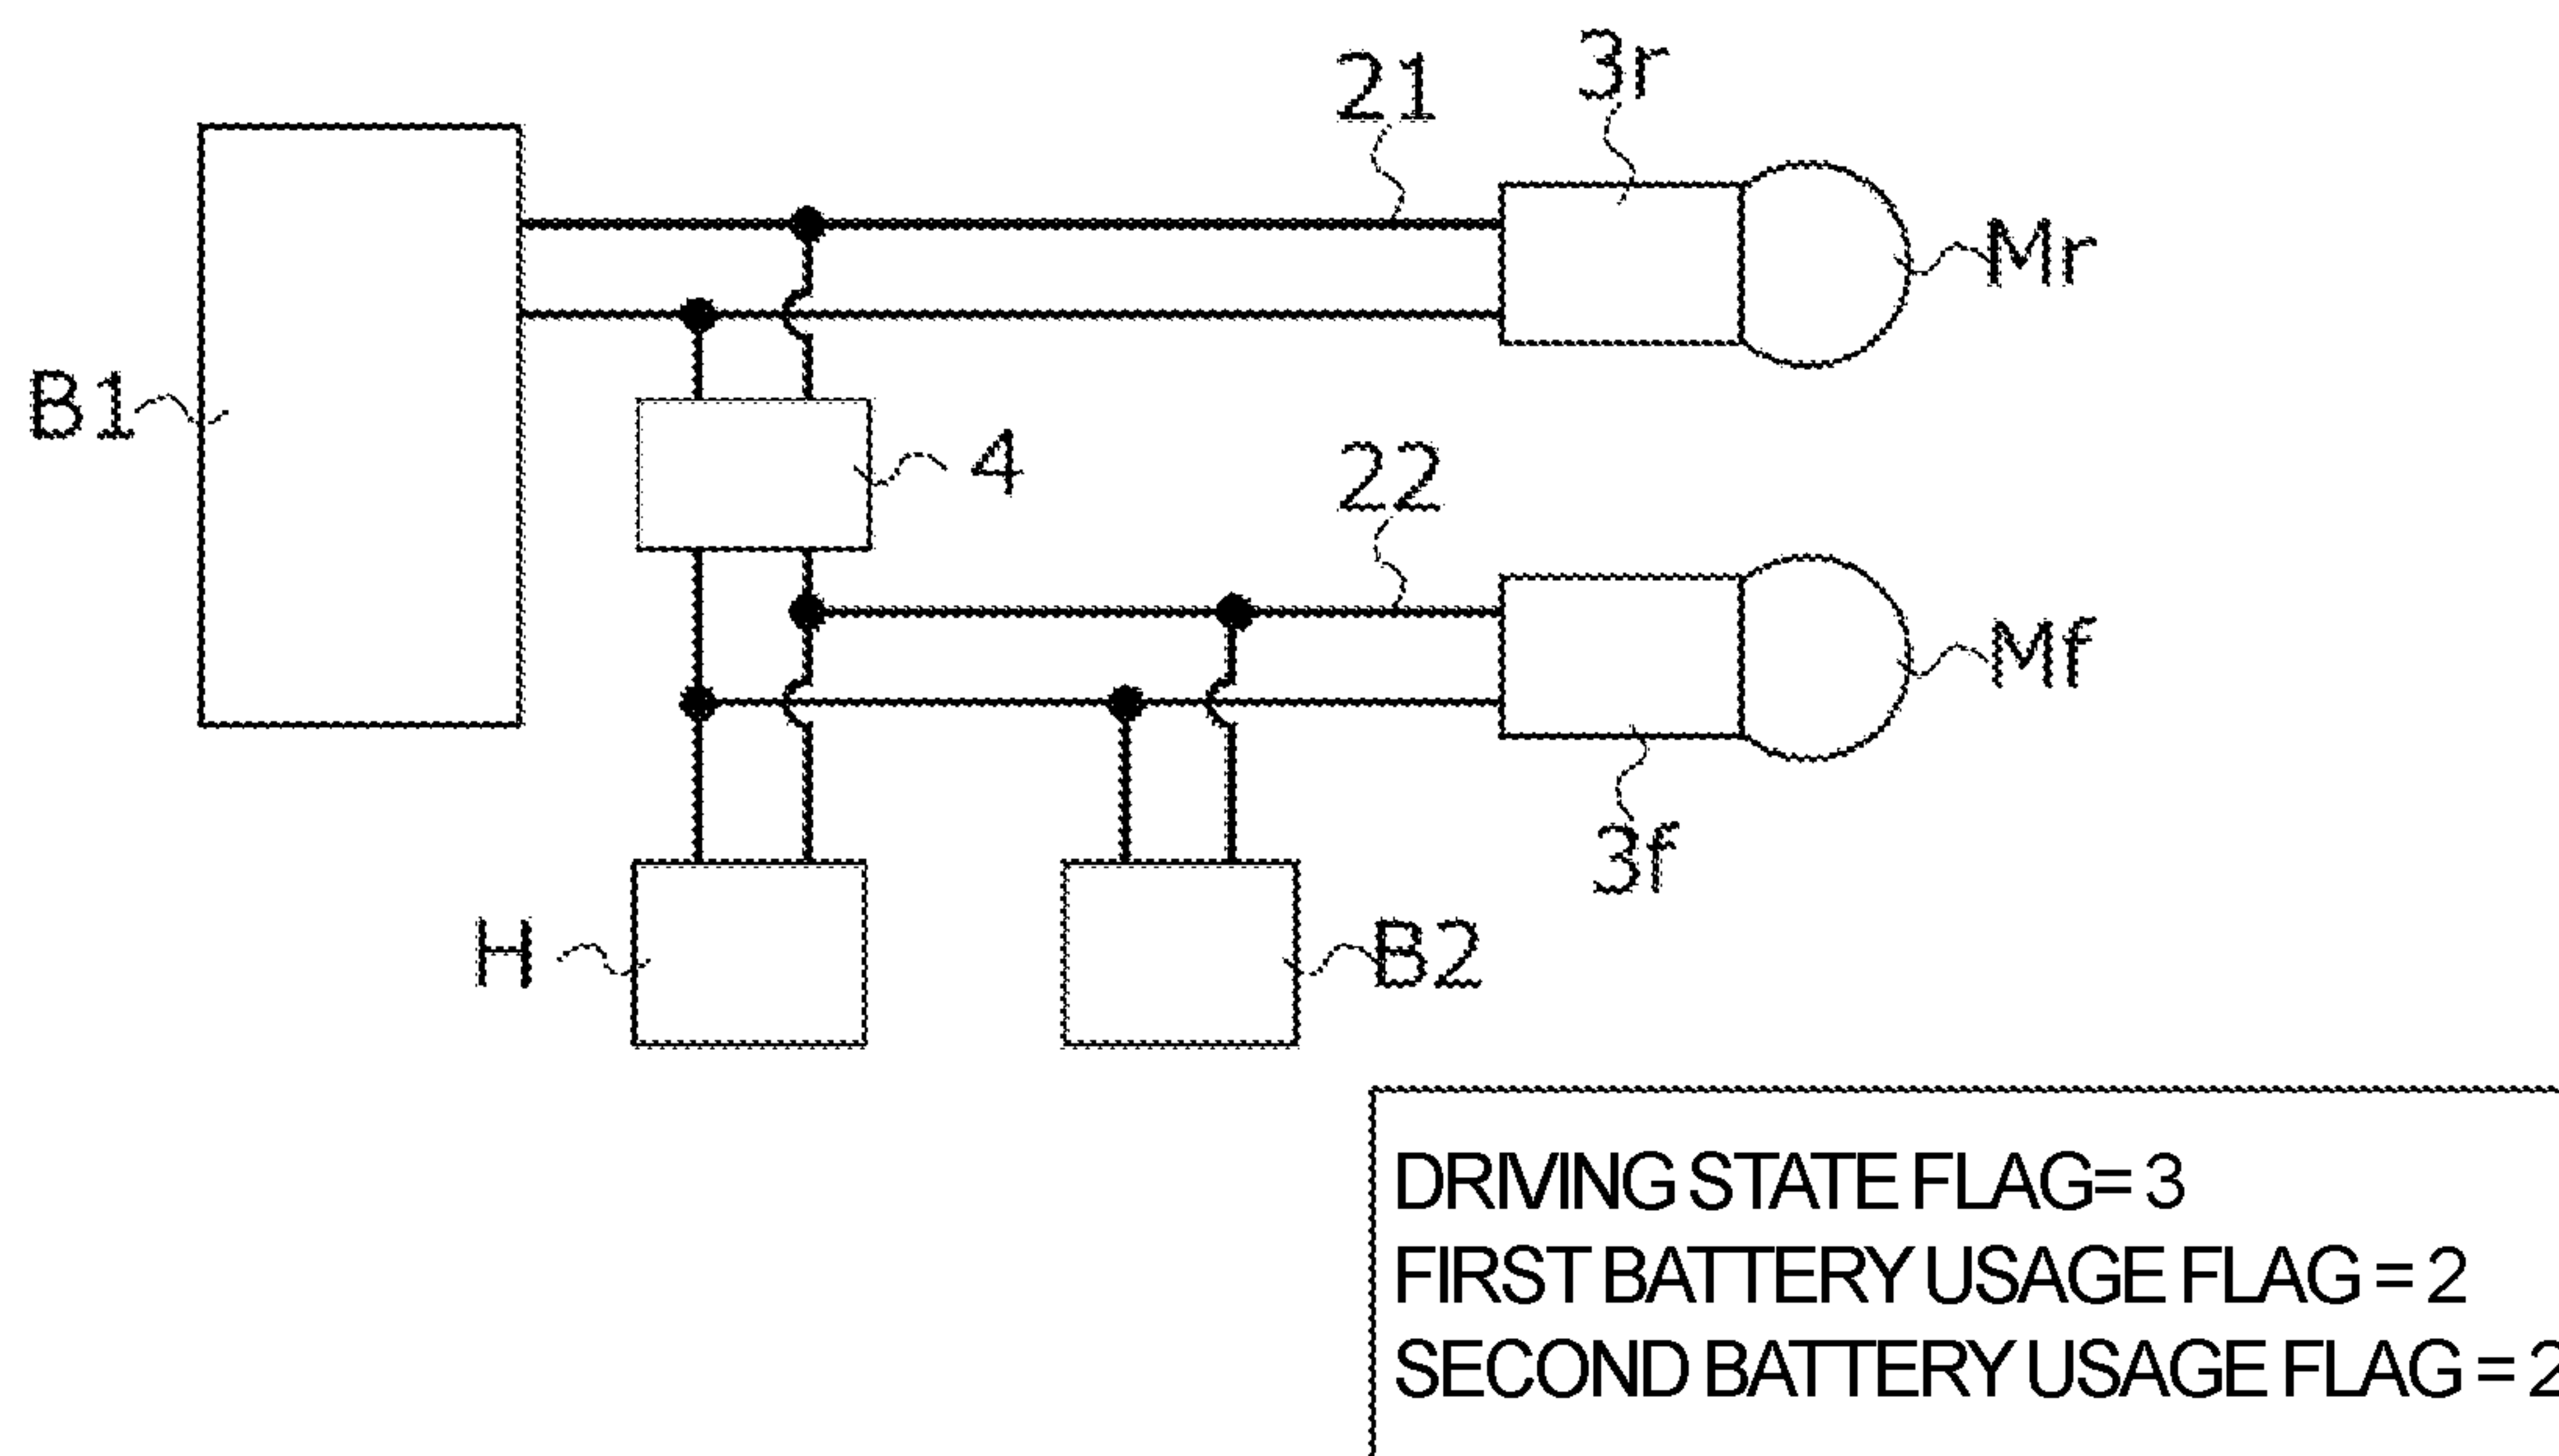 21
3r
Mr
B1
4
22
Mf
3f
H
B2
DRIVING STATE FLAG= 3
FIRST BATTERY USAGE FLAG = 2
SECOND BATTERY USAGE FLAG = 2